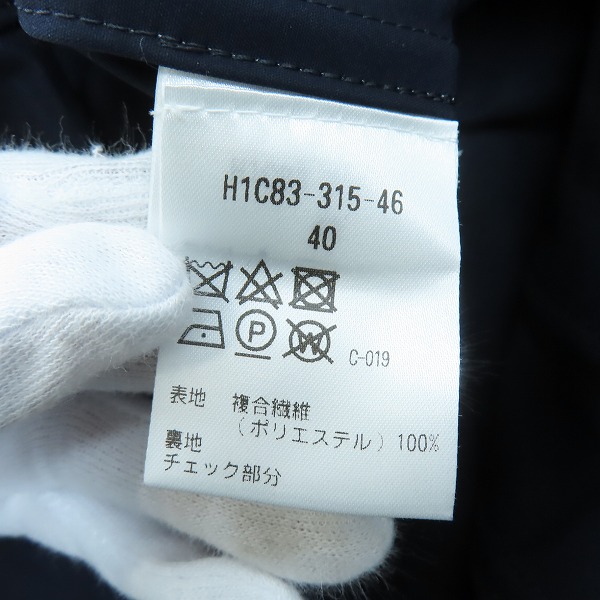 H1C83-315-46
40
P W C-019
表地 複合繊維
(ポリエステル) 100%
裏地
チェック部分